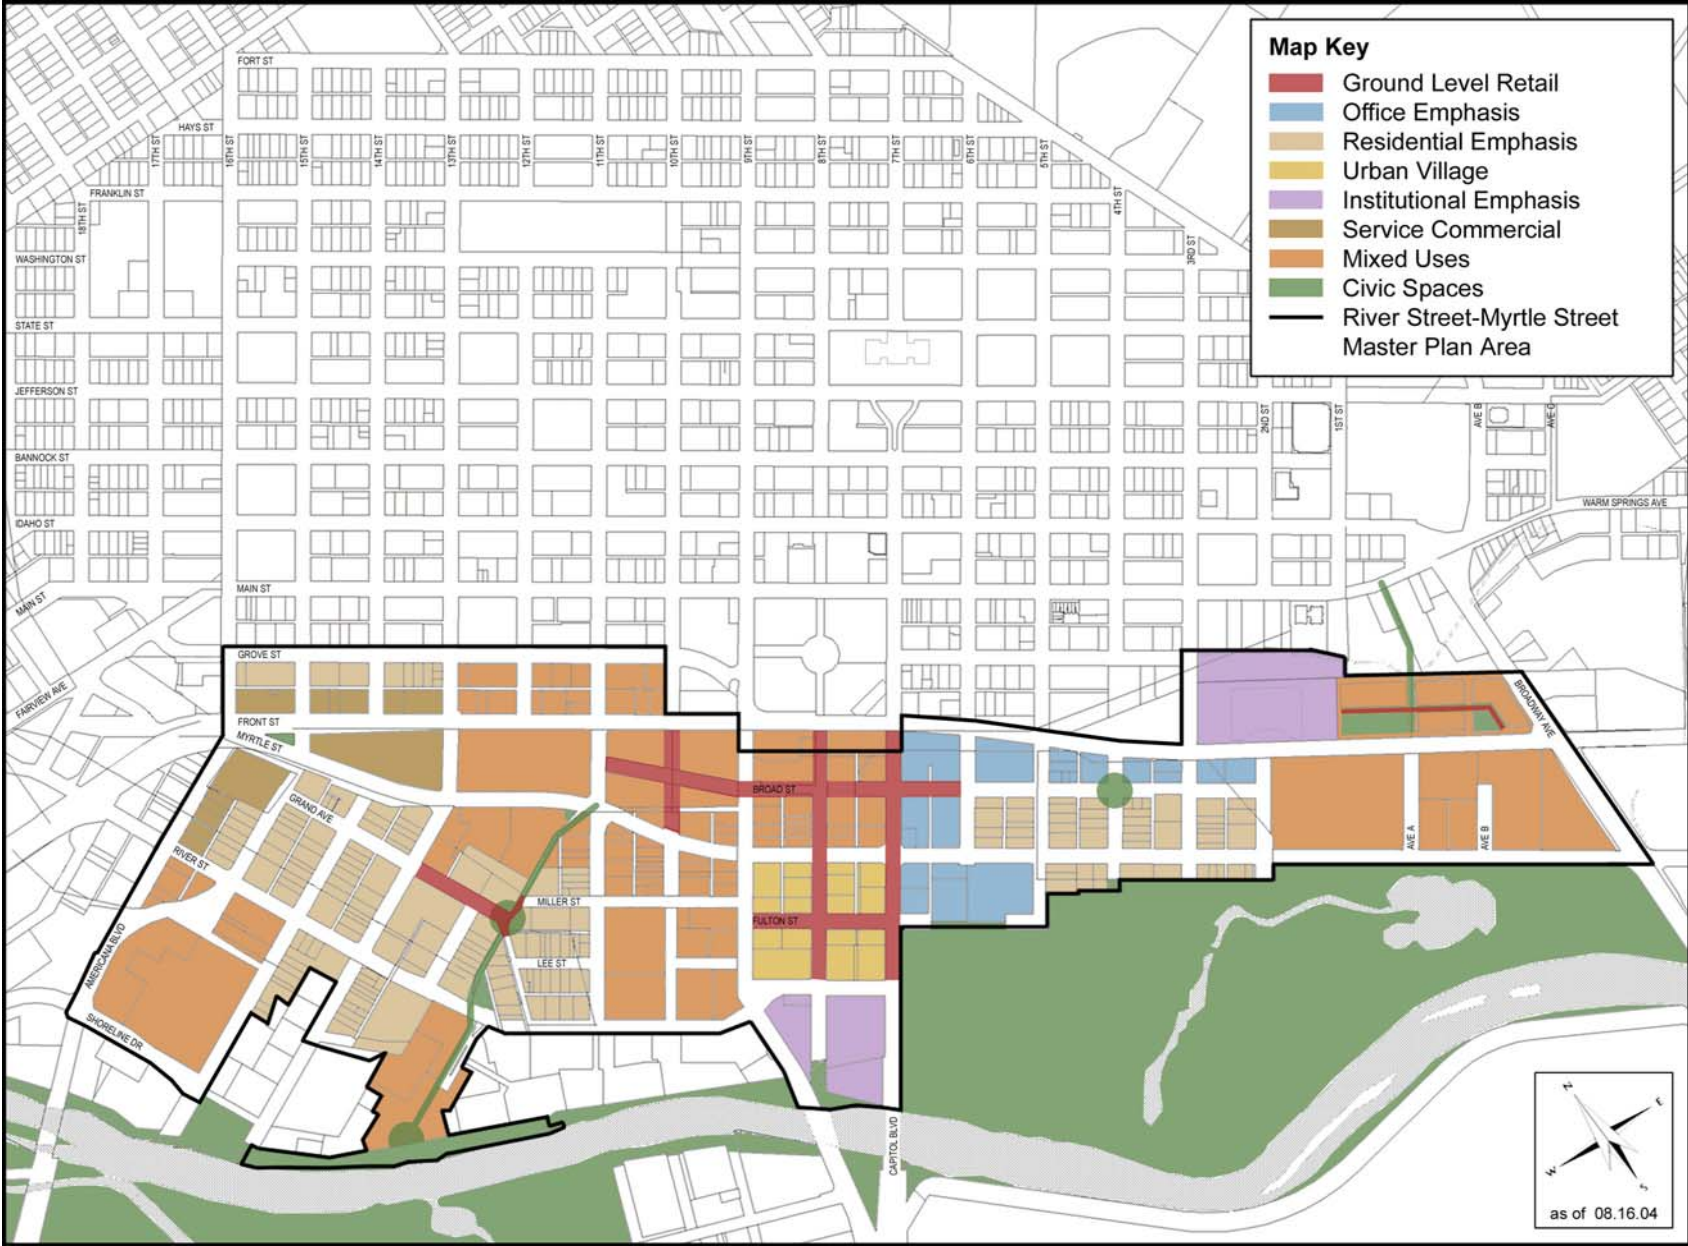 Map Key
Ground Level Retail
Office Emphasis
Residential Emphasis
Urban Village
Institutional Emphasis
Service Commercial
Mixed Uses
Civic Spaces
River Street-Myrtle Street
Master Plan Area
FORT ST
HAYS ST
17TH ST
16TH ST
15TH ST
14TH ST
13TH ST
12TH ST
11TH ST
10TH ST
9TH ST
8TH ST
7TH ST
6TH ST
5TH ST
4TH ST
3RD ST
FRANKLIN ST
18TH ST
WASHINGTON ST
STATE ST
JEFFERSON ST
2ND ST
1ST ST
AVE B
AVE C
BANNOCK ST
WARM SPRINGS AVE
IDAHO ST
MAIN ST
MAIN ST
GROVE ST
FAIRVIEW AVE
BROADWAY AVE
FRONT ST
MYRTLE ST
BROAD ST
GRAND AVE
AVE A
AVE B
RIVER ST
MILLER ST
FULTON ST
AMERICANA BLVD
LEE ST
SHORELINE DR
CAPITOL BLVD
N
E
W
S
as of 08.16.04